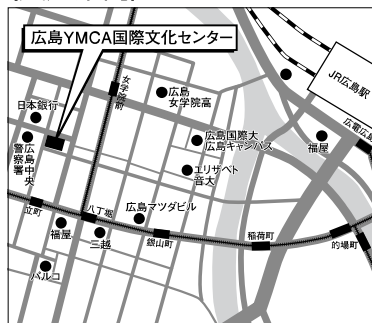 広島YMCA国際文化センター
JR広島駅
女学院前
広島
女学院高
日本銀行
広島中央
警察署
広島国際大
広島キャンパス
福屋
エリザベト
音大
立町
八丁堀
広島マツダビル
福屋
三越
銀山町
稲荷町
的場町
パルコ